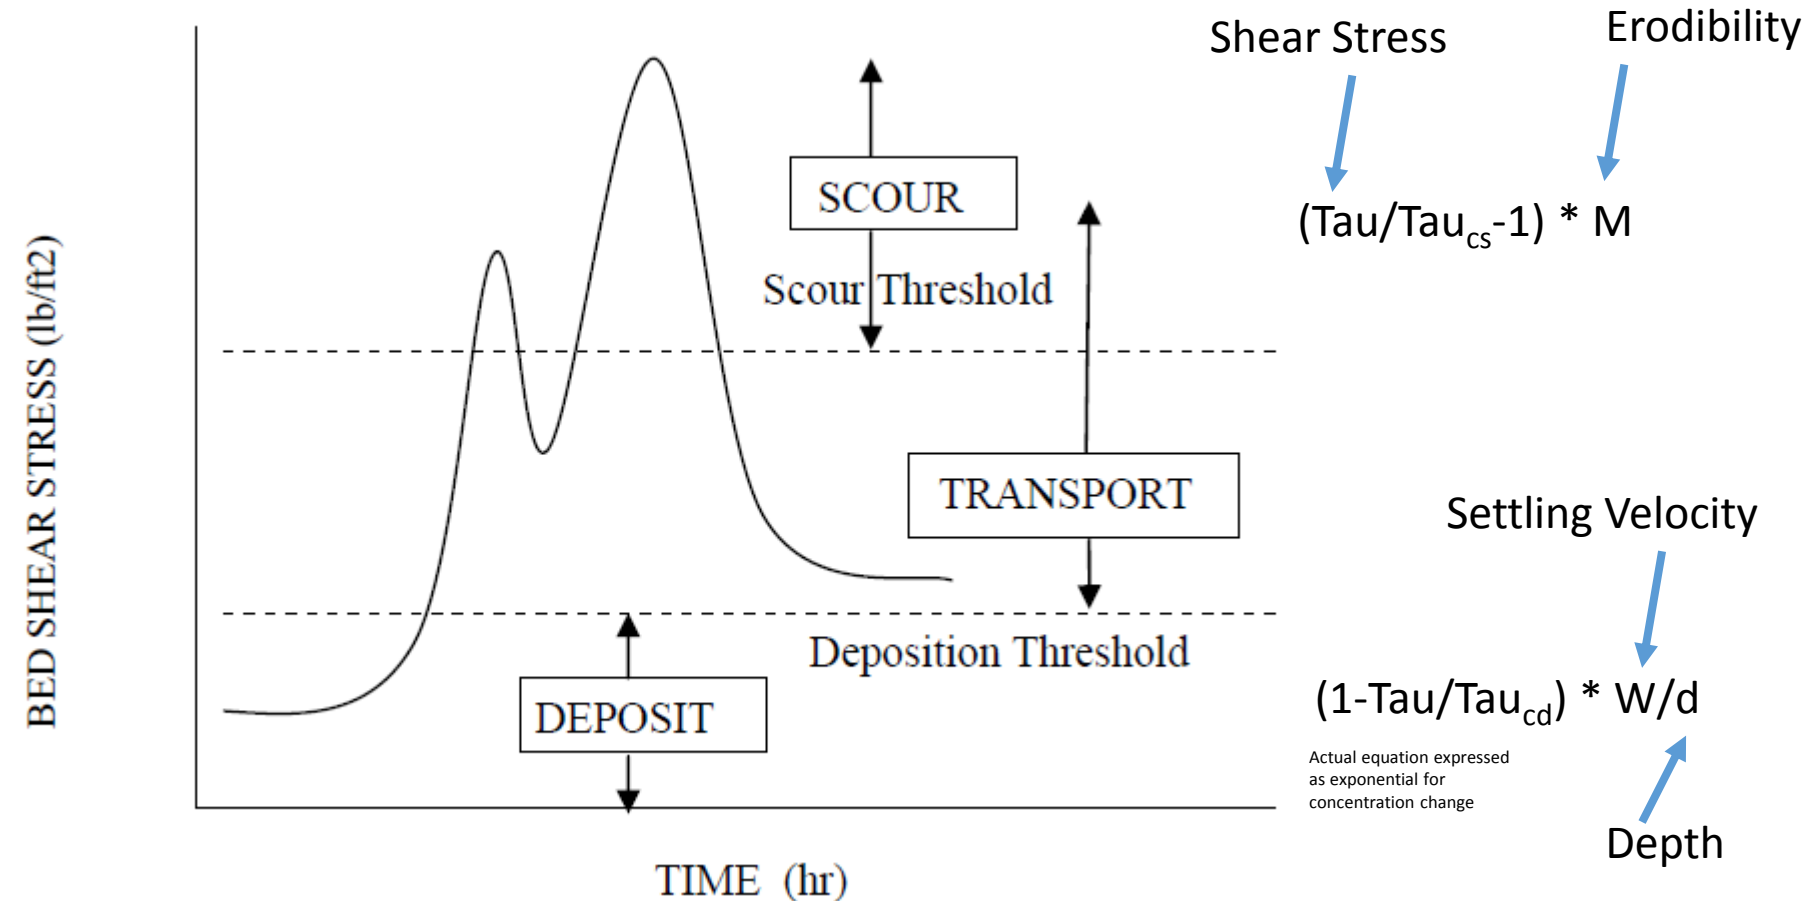 Shear Stress
Erodibility
(Tau/Tau_cs-1) * M
SCOUR
Scour Threshold
BED SHEAR STRESS (lb/ft2)
TRANSPORT
Settling Velocity
Deposition Threshold
DEPOSIT
(1-Tau/Tau_cd) * W/d
Actual equation expressed
as exponential for
concentration change
Depth
TIME (hr)